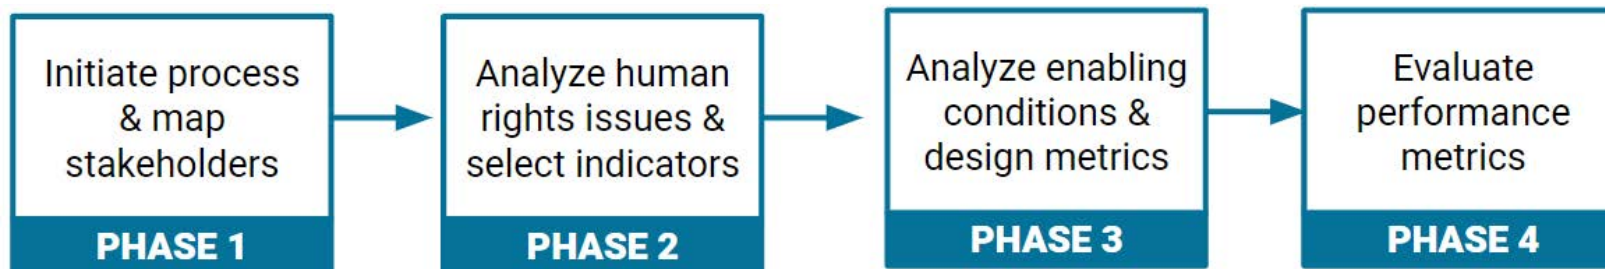 Initiate process
& map
stakeholders
PHASE 1
Analyze human
rights issues &
select indicators
PHASE 2
Analyze enabling
conditions &
design metrics
PHASE 3
Evaluate
performance
metrics
PHASE 4